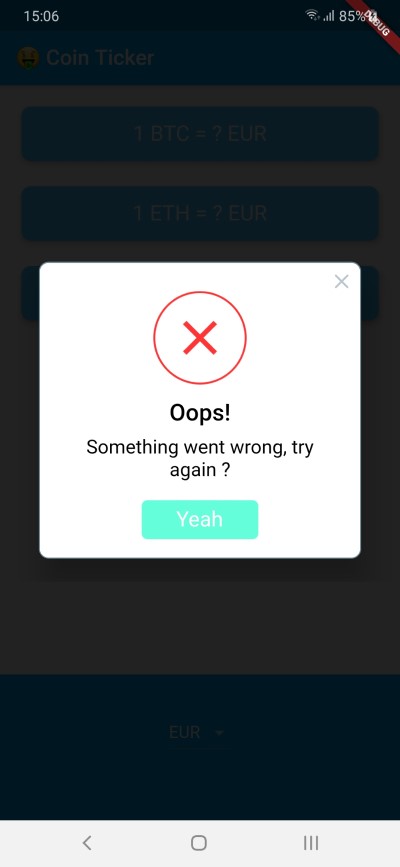 15:06
85%
DEBUG
🤑 Coin Ticker
1 BTC = ? EUR
1 ETH = ? EUR
Oops!
Something went wrong, try
again ?
Yeah
EUR